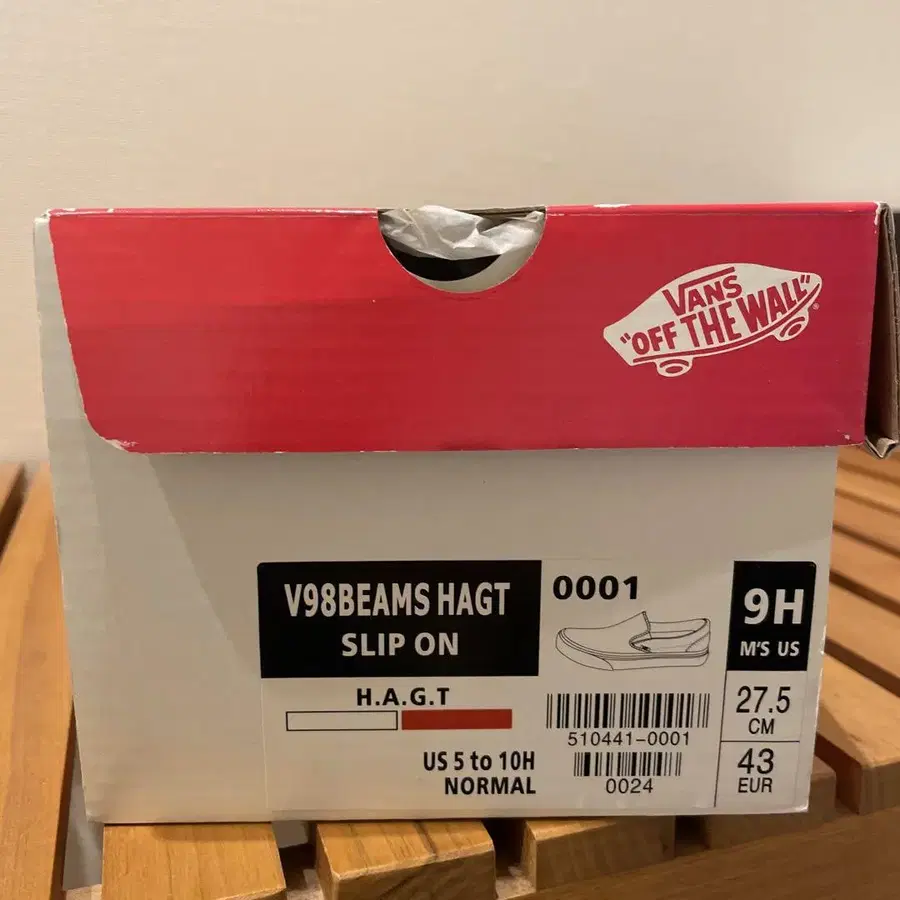 VANS
"OFF THE WALL"
V98BEAMS HAGT
SLIP ON
0001
9H
M'S US
H.A.G.T
27.5
CM
510441-0001
US 5 to 10H
NORMAL
0024
43
EUR